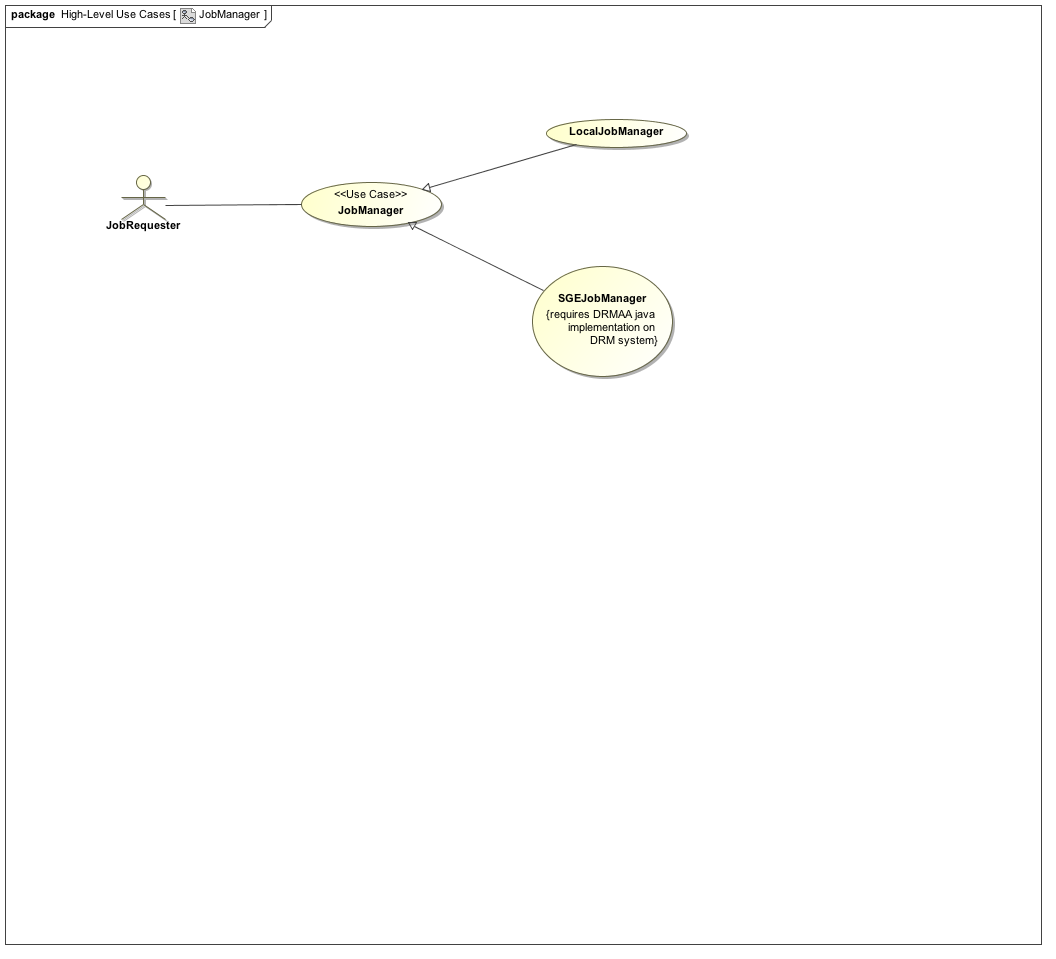 package High-Level Use Cases [ JobManager ]
LocalJobManager
<<Use Case>>
JobManager
JobRequester
SGEJobManager
{requires DRMAA java
implementation on
DRM system}